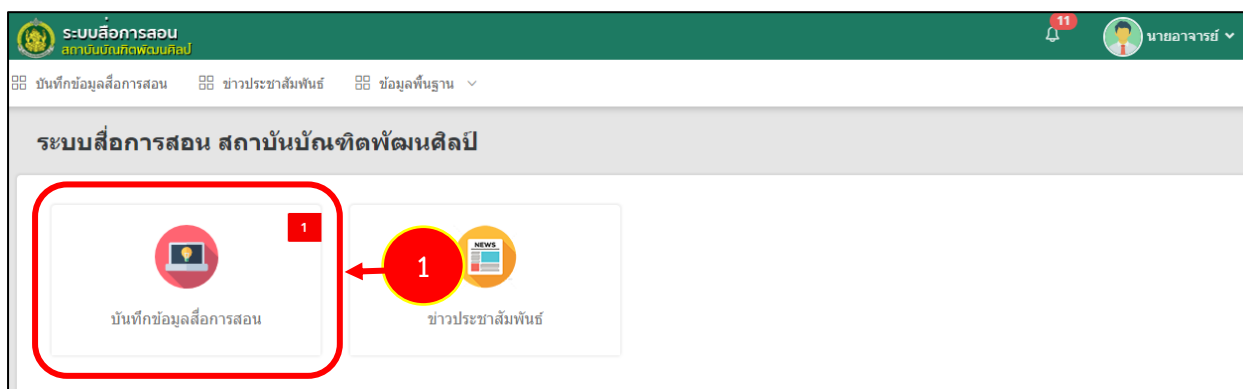 ระบบสื่อการสอน
สถาบันบัณฑิตพัฒนศิลป์
11
นายอาจารย์
บันทึกข้อมูลสื่อการสอน ข่าวประชาสัมพันธ์ ข้อมูลพื้นฐาน
ระบบสื่อการสอน สถาบันบัณฑิตพัฒนศิลป์
1
1
NEWS
บันทึกข้อมูลสื่อการสอน
ข่าวประชาสัมพันธ์